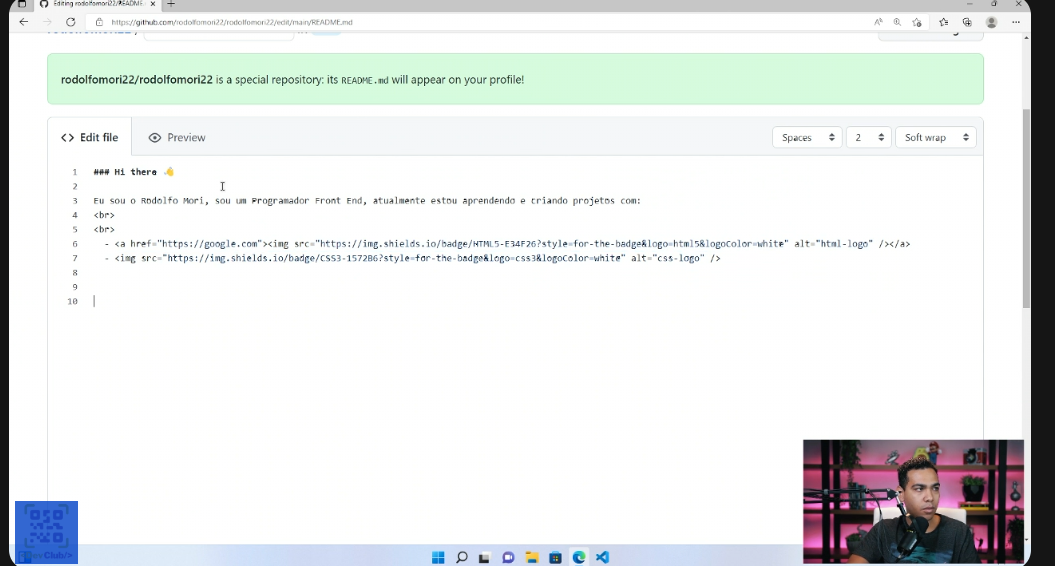 Editing rodolfomori22/README
https://github.com/rodolfomori22/rodolfomori22/edit/main/README.md
rodolfomori22/rodolfomori22 is a special repository: its README.md will appear on your profile!
<> Edit file
Preview
Spaces
2
Soft wrap
1 ### Hi there 👋
2
3 Eu sou o Rodolfo Mori, sou um Programador Front End, atualmente estou aprendendo e criando projetos com:
4 <br>
5 <br>
6 - <a href="https://google.com"><img src="https://img.shields.io/badge/HTML5-E34F26?style=for-the-badge&logo=html5&logoColor=white" alt="html-logo" /></a>
7 - <img src="https://img.shields.io/badge/CSS3-1572B6?style=for-the-badge&logo=css3&logoColor=white" alt="css-logo" />
8
9
10
Club/>